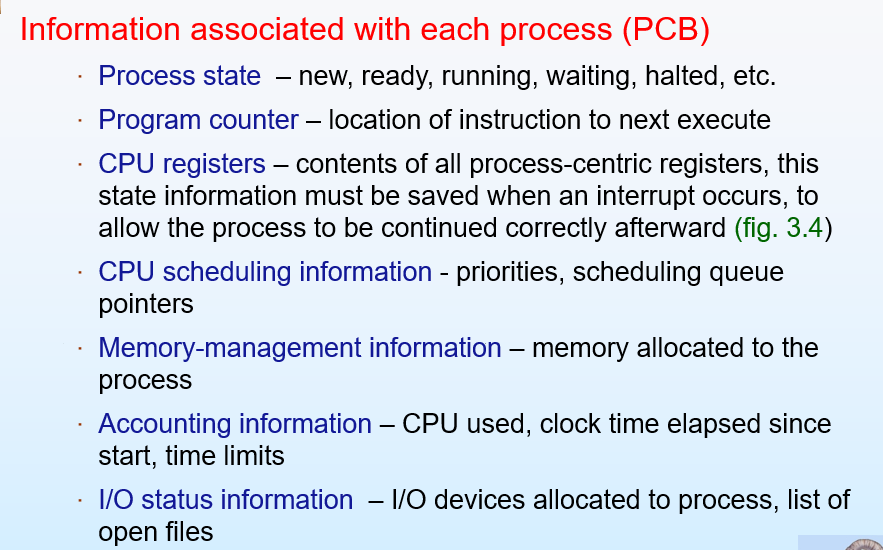 Information associated with each process (PCB)
· Process state – new, ready, running, waiting, halted, etc.
· Program counter – location of instruction to next execute
· CPU registers – contents of all process-centric registers, this
state information must be saved when an interrupt occurs, to
allow the process to be continued correctly afterward (fig. 3.4)
· CPU scheduling information - priorities, scheduling queue
pointers
· Memory-management information – memory allocated to the
process
· Accounting information – CPU used, clock time elapsed since
start, time limits
· I/O status information – I/O devices allocated to process, list of
open files